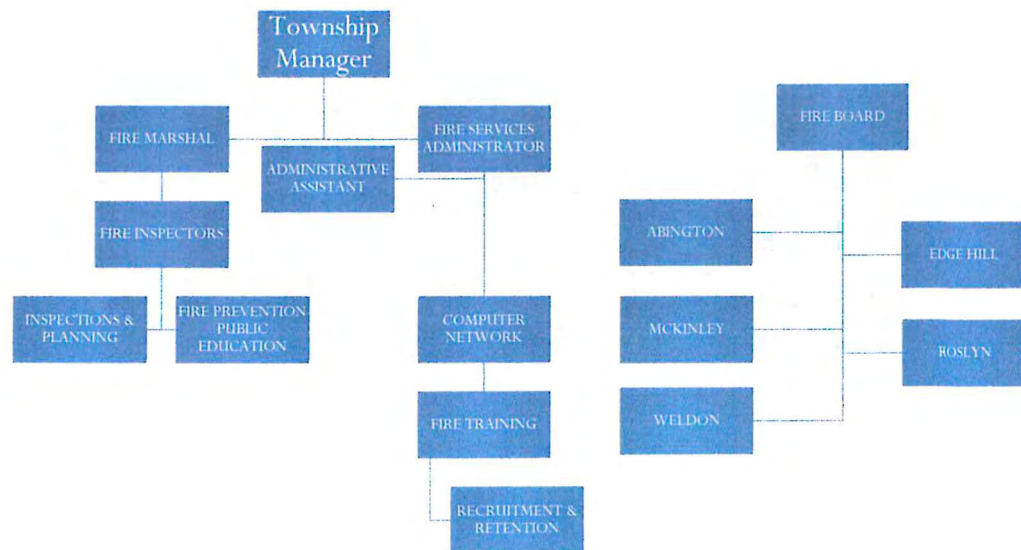 Township
Manager
FIRE MARSHAL
FIRE SERVICES
ADMINISTRATOR
ADMINISTRATIVE
ASSISTANT
FIRE INSPECTORS
INSPECTIONS &
PLANNING
FIRE PREVENTION
PUBLIC
EDUCATION
COMPUTER
NETWORK
FIRE TRAINING
RECRUITMENT &
RETENTION
FIRE BOARD
ABINGTON
EDGE HILL
MCKINLEY
ROSLYN
WELDON